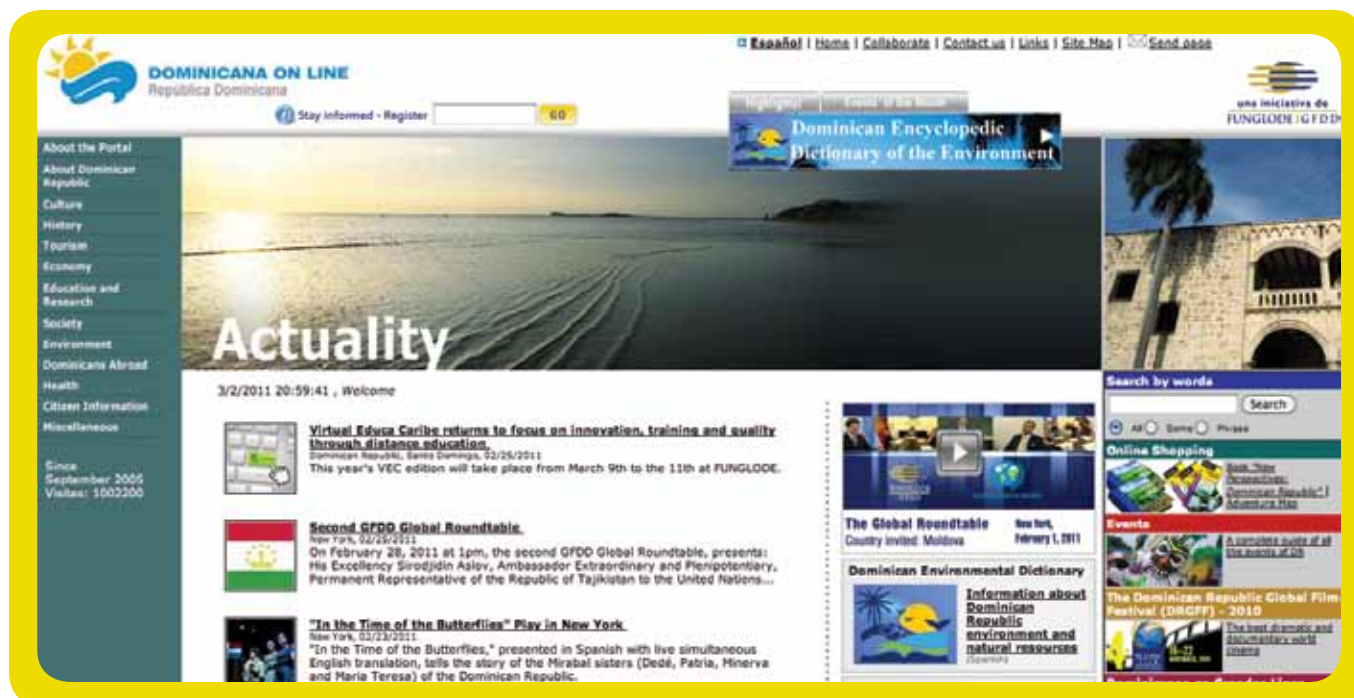 Español | Home | Collaborate | Contact us | Links | Site Map | Send page
DOMINICANA ON LINE
República Dominicana
Stay informed - Register
GO
una iniciativa de
FUNGLODE
Dominican Encyclopedic
Dictionary of the Environment
About the Portal
About Dominican
Republic
Culture
History
Tourism
Economy
Education and
Research
Society
Environment
Dominicans Abroad
Health
Citizen Information
Miscellaneous
Since
September 2005
Visitas: 1002200
Actuality
3/2/2011 20:59:41 , Welcome
Virtual Educa Caribe returns to focus on innovation, training and quality
through distance education
Dominican Republic, Santo Domingo, 02/25/2011
This year's VEC edition will take place from March 9th to the 11th at FUNGLODE.
Second GFDD Global Roundtable
New York, 02/25/2011
On February 28, 2011 at 1pm, the second GFDD Global Roundtable, presents:
His Excellency Sirodjidin Aslov, Ambassador Extraordinary and Plenipotentiary,
Permanent Representative of the Republic of Tajikistan to the United Nations...
"In the Time of the Butterflies" Play in New York
New York, 02/23/2011
"In the Time of the Butterflies," presented in Spanish with live simultaneous
English translation, tells the story of the Mirabal sisters (Dedé, Patria, Minerva
and Maria Teresa) of the Dominican Republic.
The Global Roundtable
New York,
Country invited: Moldova
February 1, 2011
Dominican Environmental Dictionary
Information about
Dominican
Republic
environment and
natural resources
(Spanish)
Search by words
Search
All Some Phrase
Online Shopping
Book "New
Perspectives:
Dominican Republic" |
Adventure Map
Events
A complete guide of all
the events of DR
The Dominican Republic Global Film
Festival (DRGFF) - 2010
The best dramatic and
documentary world
cinema